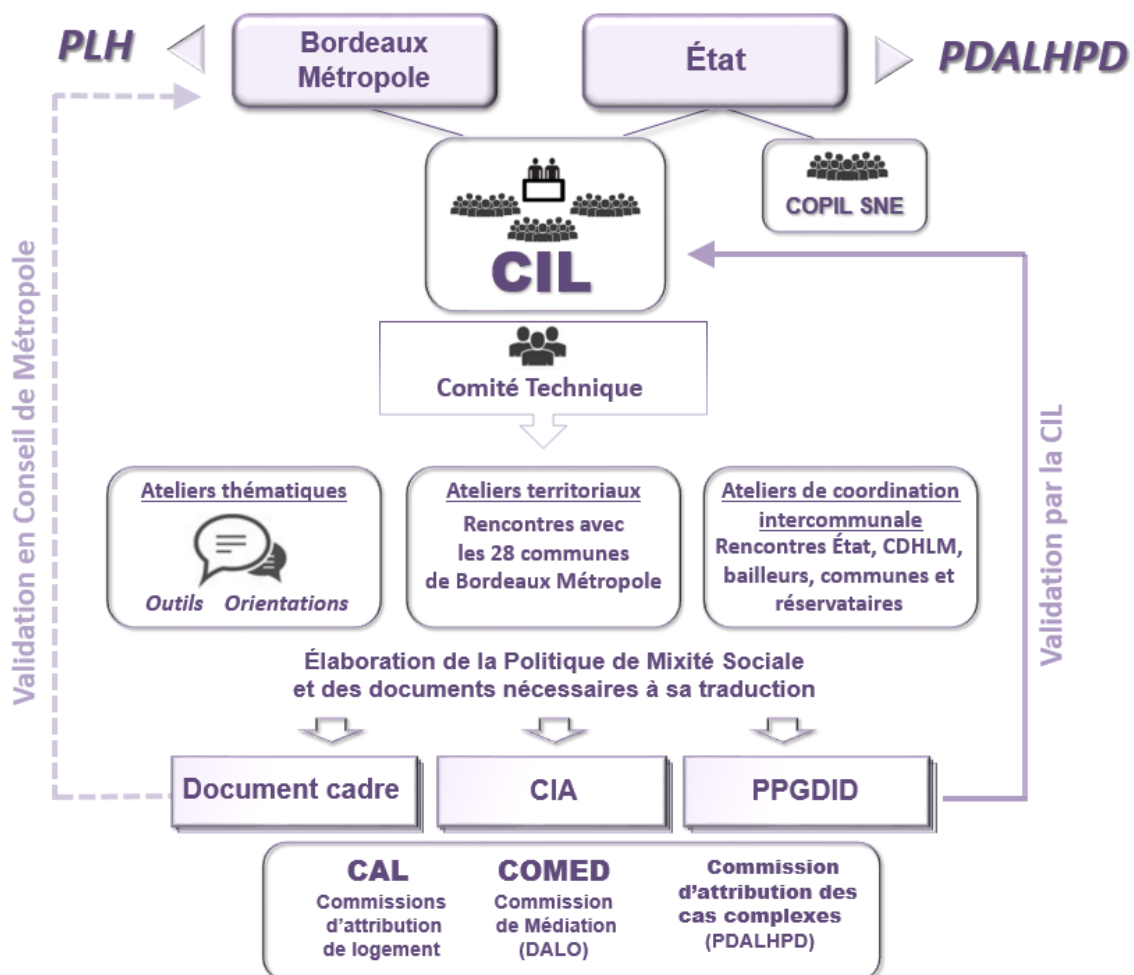 PLH
Bordeaux
Métropole
État
PDALHPD
COPIL SNE
CIL
Comité Technique
Validation en Conseil de Métropole
Validation par la CIL
Ateliers thématiques
Outils Orientations
Ateliers territoriaux
Rencontres avec
les 28 communes
de Bordeaux Métropole
Ateliers de coordination
intercommunale
Rencontres État, CDHLM,
bailleurs, communes et
réservataires
Élaboration de la Politique de Mixité Sociale
et des documents nécessaires à sa traduction
Document cadre
CIA
PPGDID
CAL
Commissions
d'attribution
de logement
COMED
Commission
de Médiation
(DALO)
Commission
d'attribution des
cas complexes
(PDALHPD)